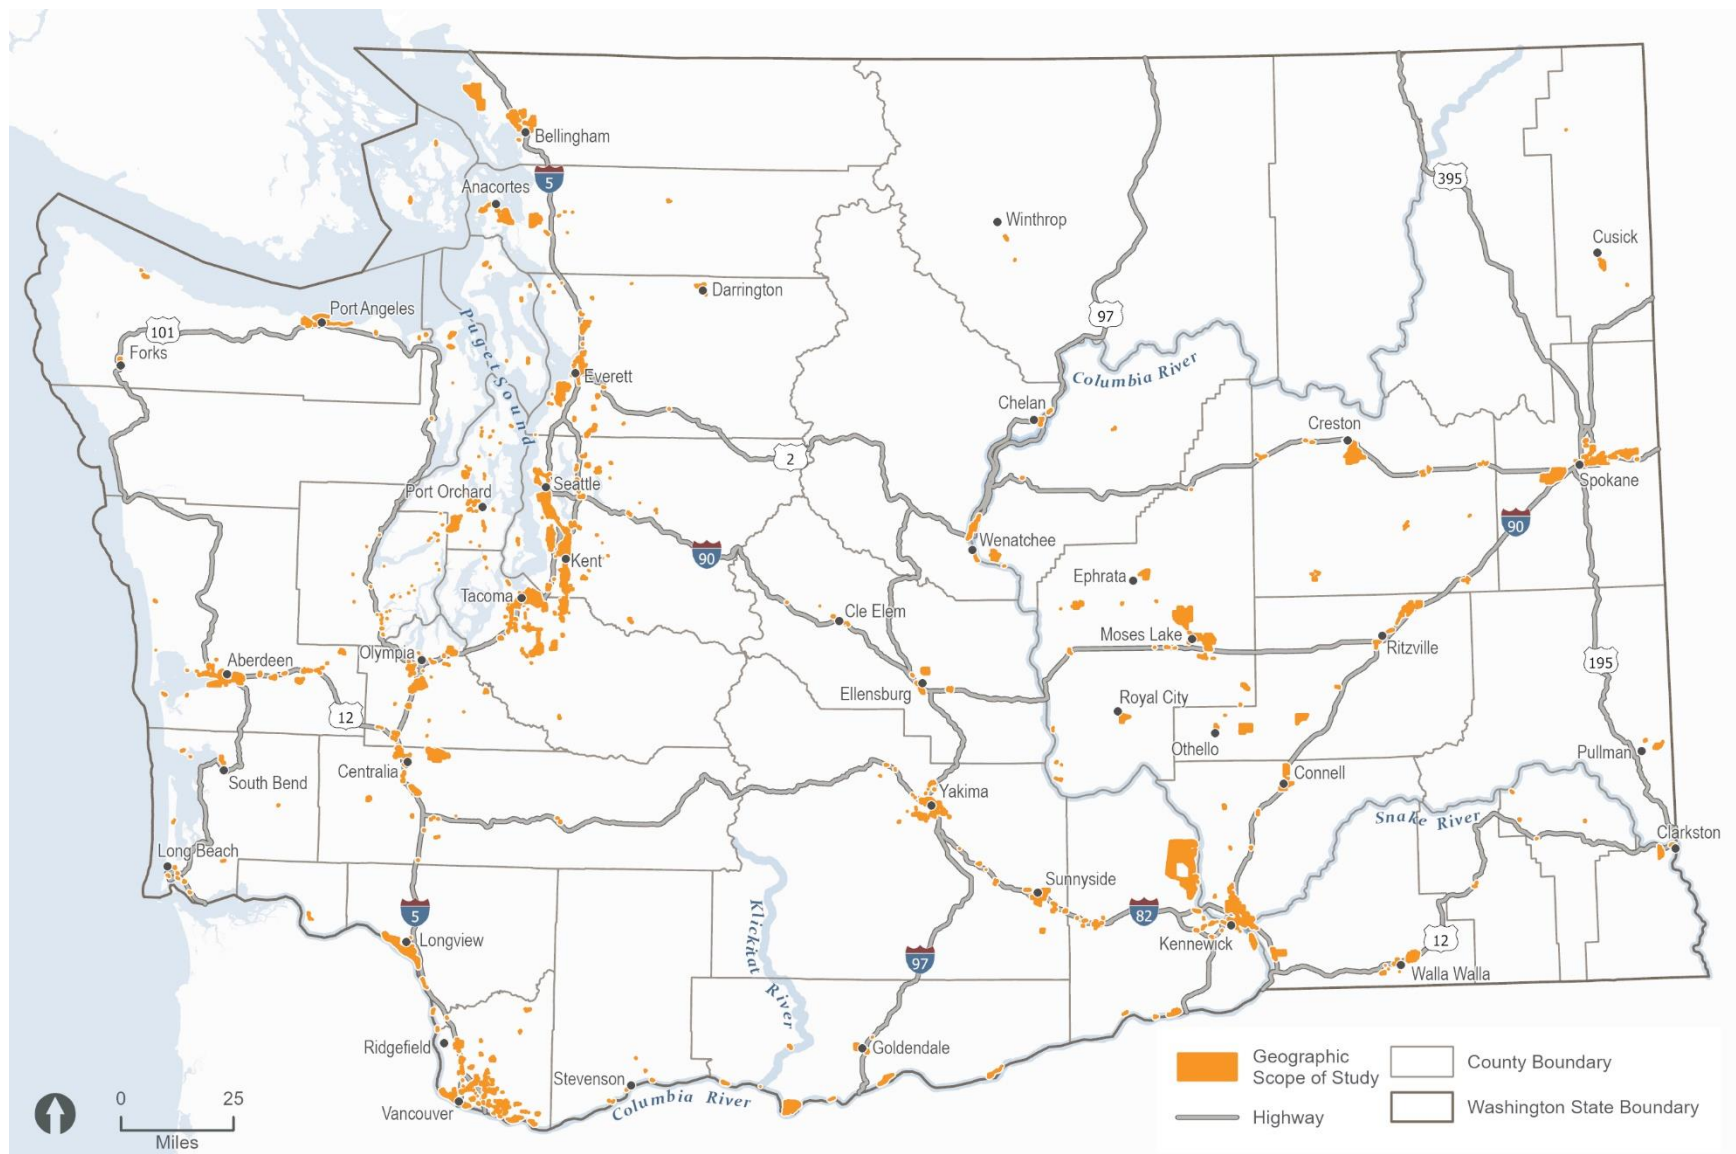 Bellingham
5
Anacortes
395
Winthrop
Cusick
Darrington
Port Angeles
97
101
Puget Sound
Forks
Everett
Columbia River
Chelan
Creston
2
Seattle
Port Orchard
Spokane
90
Wenatchee
90
Kent
Ephrata
Tacoma
Cle Elem
Moses Lake
Ritzville
Olympia
Aberdeen
195
Ellensburg
Royal City
12
Othello
Pullman
Centralia
Connell
South Bend
Yakima
Snake River
Clarkston
Long Beach
Sunnyside
5
82
Klickitat River
Longview
Kennewick
12
97
Walla Walla
Ridgefield
Goldendale
Stevenson
Columbia River
Vancouver
0 25
Miles
Geographic
Scope of Study
County Boundary
Highway
Washington State Boundary